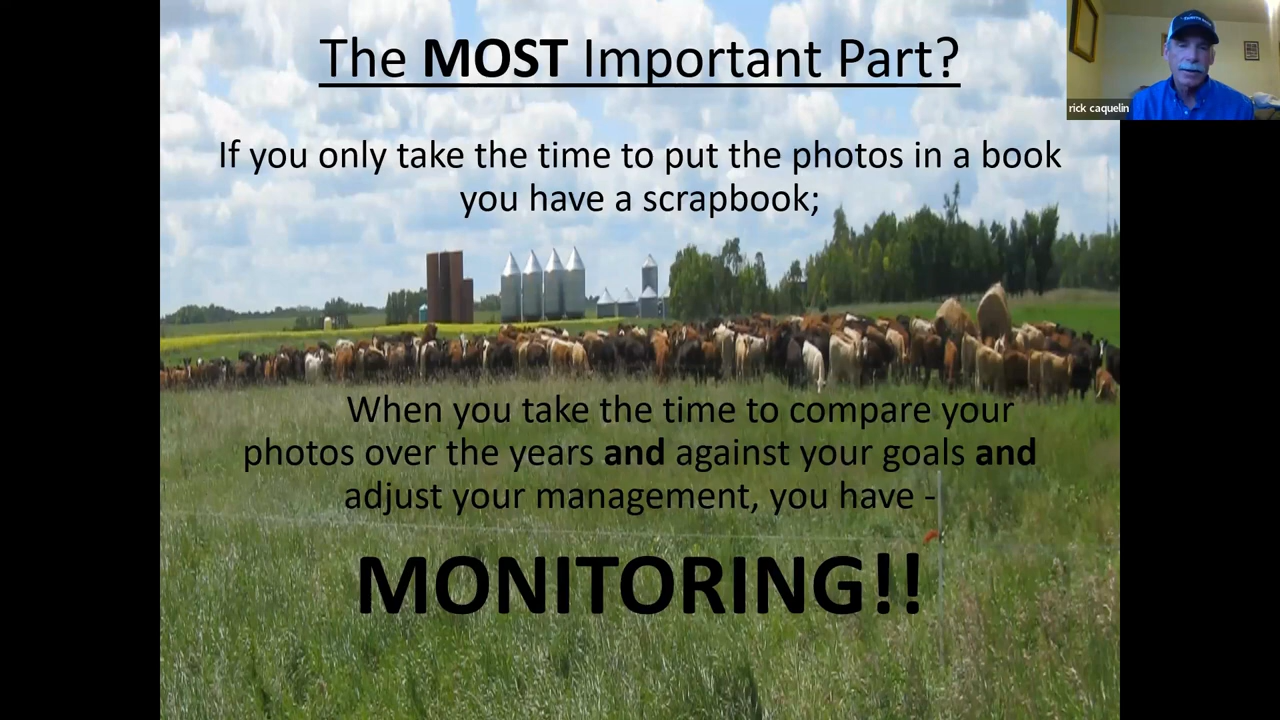 The MOST Important Part?
rick caquelin
If you only take the time to put the photos in a book
you have a scrapbook;
When you take the time to compare your
photos over the years and against your goals and
adjust your management, you have -
MONITORING!!